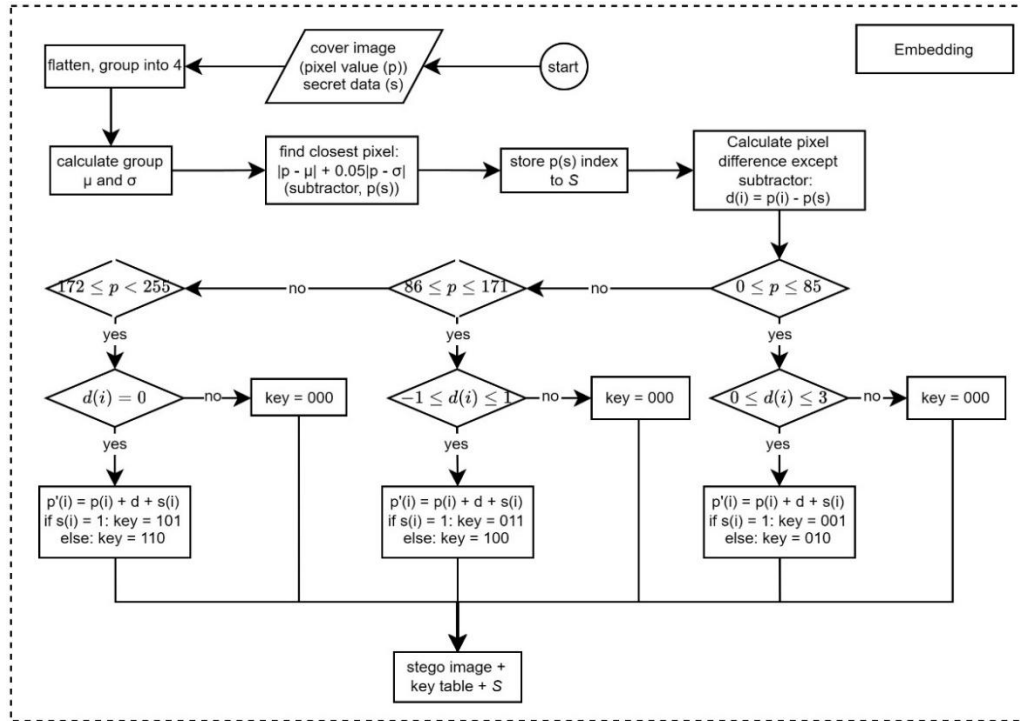 Embedding
start
cover image
(pixel value (p))
secret data (s)
flatten, group into 4
calculate group
μ and σ
find closest pixel:
|p - μ| + 0.05|p - σ|
(subtractor, p(s))
store p(s) index
to S
Calculate pixel
difference except
subtractor:
d(i) = p(i) - p(s)
0 ≤ p ≤ 85
no
86 ≤ p ≤ 171
no
172 ≤ p < 255
yes
yes
yes
d(i) = 0
no
key = 000
−1 ≤ d(i) ≤ 1
no
key = 000
0 ≤ d(i) ≤ 3
no
key = 000
yes
yes
yes
p'(i) = p(i) + d + s(i)
if s(i) = 1: key = 101
else: key = 110
p'(i) = p(i) + d + s(i)
if s(i) = 1: key = 011
else: key = 100
p'(i) = p(i) + d + s(i)
if s(i) = 1: key = 001
else: key = 010
stego image +
key table + S